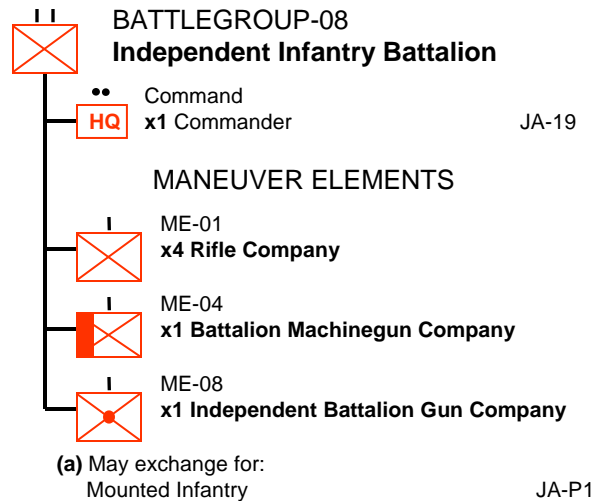 BATTLEGROUP-08
Independent Infantry Battalion
Command
HQ x1 Commander JA-19
MANEUVER ELEMENTS
ME-01
x4 Rifle Company
ME-04
x1 Battalion Machinegun Company
ME-08
x1 Independent Battalion Gun Company
(a) May exchange for:
Mounted Infantry JA-P1